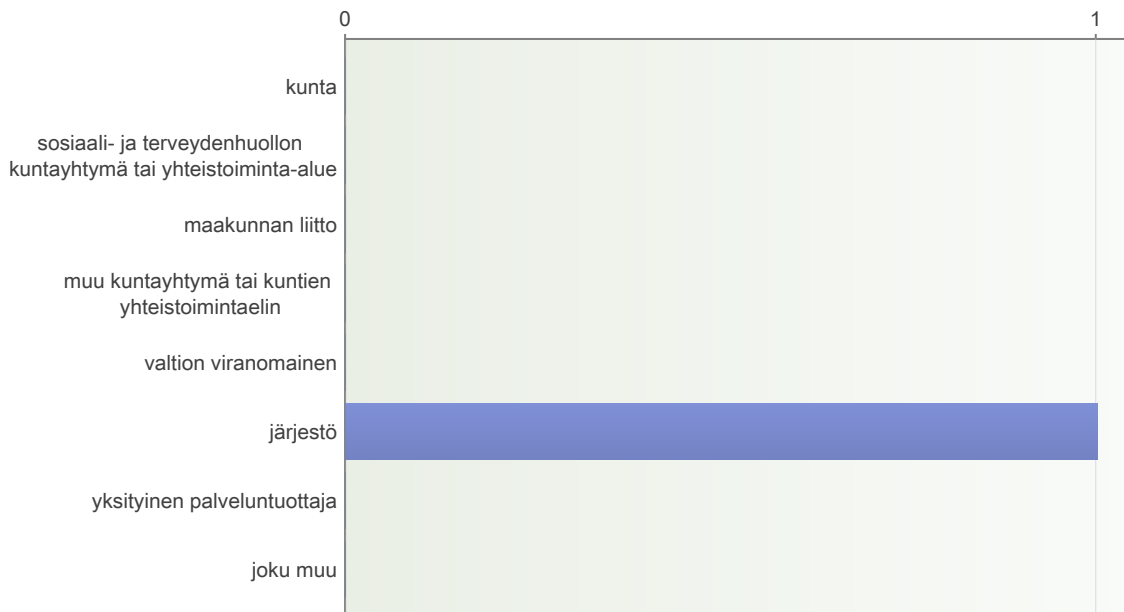 0 1
kunta
sosiaali- ja terveydenhuollon
kuntayhtymä tai yhteistoiminta-alue
maakunnan liitto
muu kuntayhtymä tai kuntien
yhteistoimintaelin
valtion viranomainen
järjestö
yksityinen palveluntuottaja
joku muu